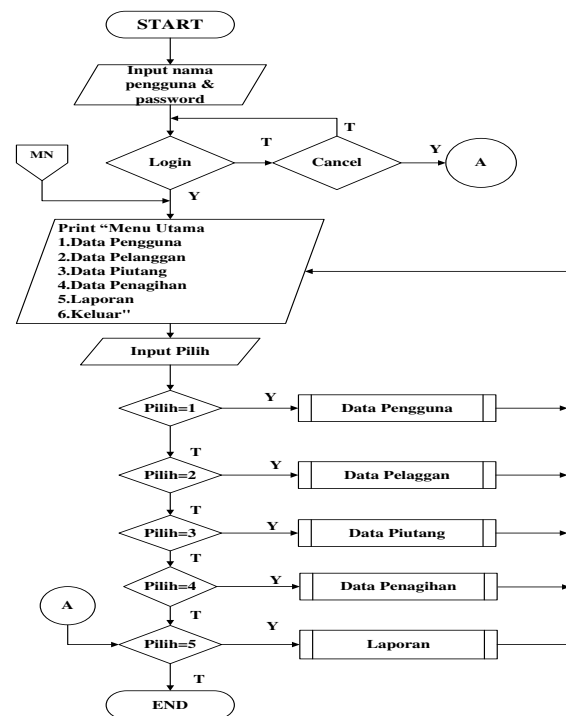 START
Input nama
pengguna &
password
T
MN
Login
T
Cancel
Y
A
Y
Print “Menu Utama
1.Data Pengguna
2.Data Pelanggan
3.Data Piutang
4.Data Penagihan
5.Laporan
6.Keluar"
Input Pilih
Pilih=1
Y
Data Pengguna
T
Pilih=2
Y
Data Pelaggan
T
Pilih=3
Y
Data Piutang
T
Pilih=4
Y
Data Penagihan
A
T
Pilih=5
Y
Laporan
T
END